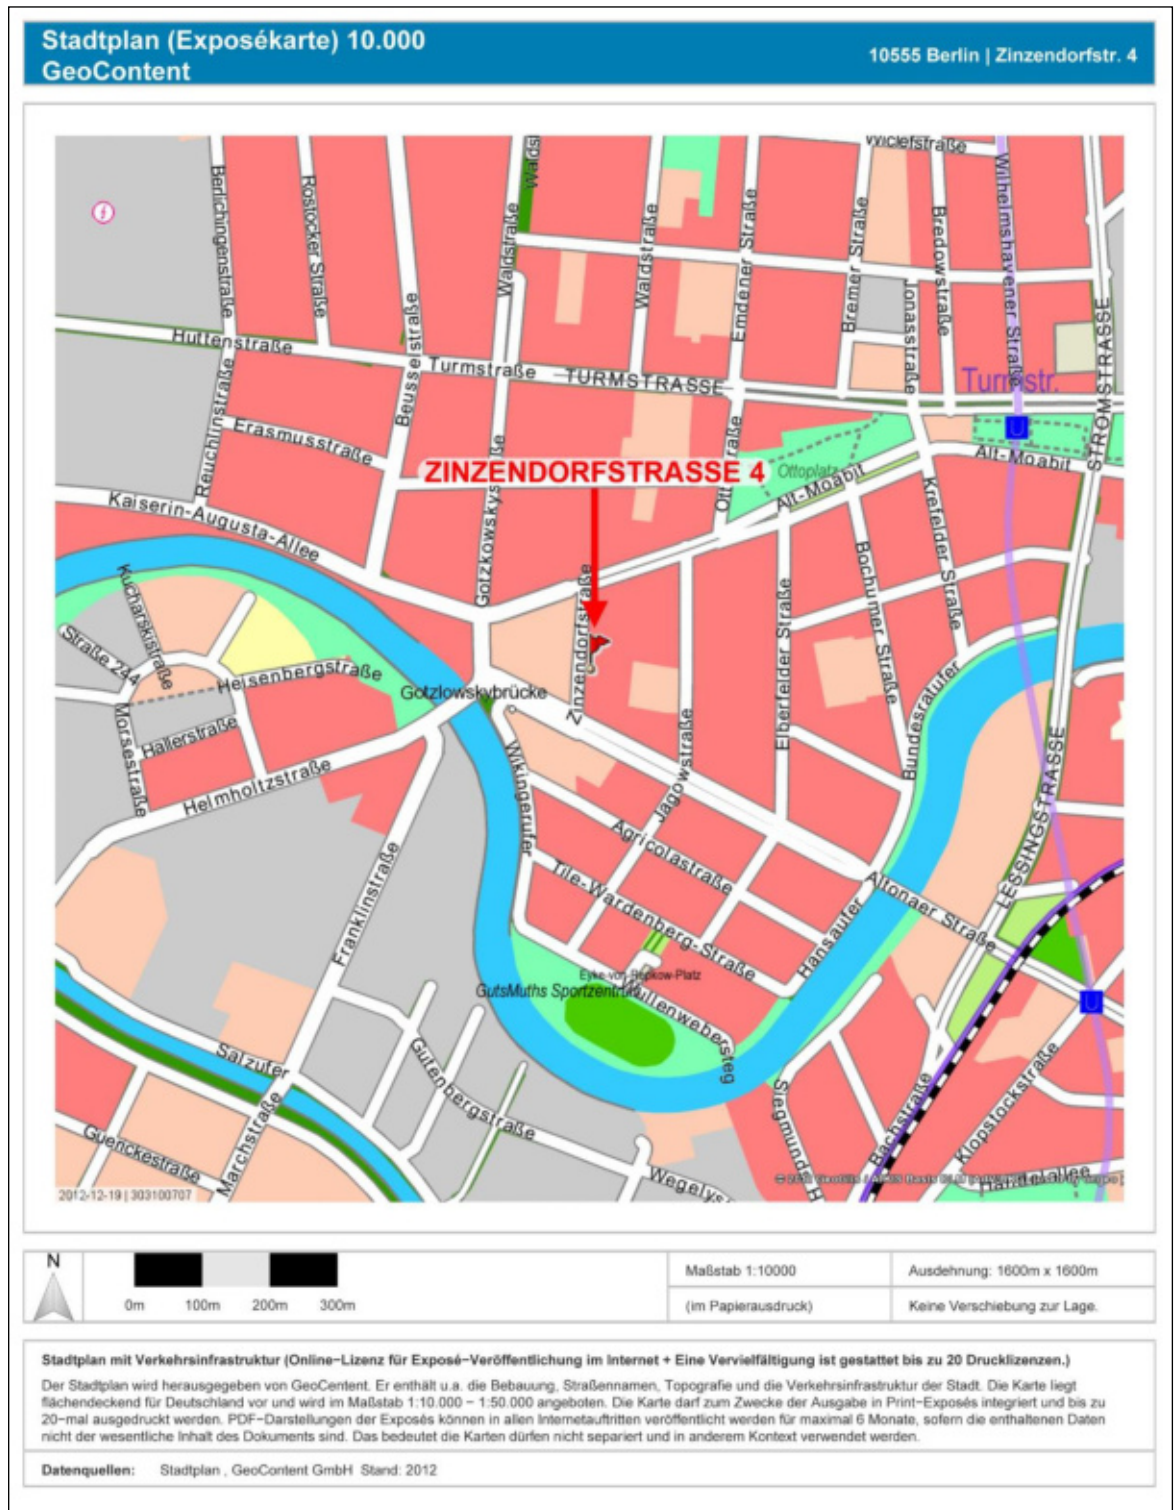 Stadtplan (Exposékarte) 10.000
GeoContent
10555 Berlin | Zinzendorfstr. 4
Wiclefstraße
Walds
Berlichingenstraße
Rostocker Straße
Waldstraße
Waldstraße
Emdener Straße
Bremer Straße
Bredowstraße
Jonasstraße
Wilhelmshavener Straße
STROMSTRASSE
Huttenstraße
Turmstraße
TURMSTRASSE
Turmstr.
U
Beusselstraße
Reuchlinstraße
Erasmusstraße
Gotzkowskys
ZINZENDORFSTRASSE 4
Ott
raße
Ottoplatz
Alt-Moabit
Alt-Moabit
Kaiserin-Augusta-Allee
Krefelder Straße
Bochumer Straße
Elberfelder Straße
Zinzendorfstraße
Zinzendorfstraße
Kucharskistraße
Straße 244
Heisenbergstraße
Gotzlowskybrücke
Morsestraße
Hallerstraße
Helmholtzstraße
Wikingerufer
Jagowstraße
Bundesratufer
LESSINGSTRASSE
Agricolastraße
Tile-Wardenberg-Straße
Altonaer Straße
Hansaufer
Franklinstraße
Eyke-von-Repkow-Platz
GutsMuths Sportzentrum
Wullenwebersteg
U
Salzufer
Gutenbergstraße
Marchstraße
Guenckestraße
Wegelys
Siegmunds H
Bachstraße
Klopstockstraße
Händelallee
2012-12-19 | 303100707
N
0m 100m 200m 300m
Maßstab 1:10000
Ausdehnung: 1600m x 1600m
(im Papierausdruck)
Keine Verschiebung zur Lage.
Stadtplan mit Verkehrsinfrastruktur (Online-Lizenz für Exposé-Veröffentlichung im Internet + Eine Vervielfältigung ist gestattet bis zu 20 Drucklizenzen.)
Der Stadtplan wird herausgegeben von GeoCentent. Er enthält u.a. die Bebauung, Straßennamen, Topografie und die Verkehrsinfrastruktur der Stadt. Die Karte liegt
flächendeckend für Deutschland vor und wird im Maßstab 1:10.000 - 1:50.000 angeboten. Die Karte darf zum Zwecke der Ausgabe in Print-Exposés integriert und bis zu
20-mal ausgedruckt werden. PDF-Darstellungen der Exposés können in allen Internetauftritten veröffentlicht werden für maximal 6 Monate, sofern die enthaltenen Daten
nicht der wesentliche Inhalt des Dokuments sind. Das bedeutet die Karten dürfen nicht separiert und in anderem Kontext verwendet werden.
Datenquellen: Stadtplan , GeoContent GmbH Stand: 2012